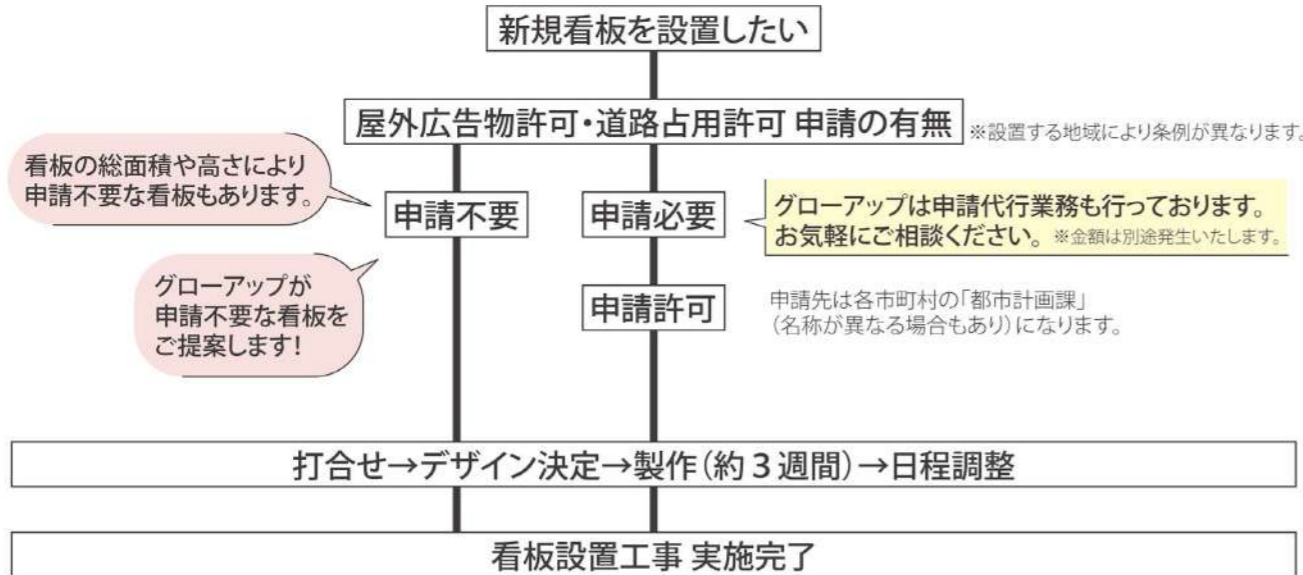 新規看板を設置したい
屋外広告物許可・道路占用許可 申請の有無
※設置する地域により条例が異なります。
看板の総面積や高さにより
申請不要な看板もあります。
申請不要
申請必要
グローアップは申請代行業務も行っております。
お気軽にご相談ください。 ※金額は別途発生いたします。
グローアップが
申請不要な看板を
ご提案します!
申請許可
申請先は各市町村の「都市計画課」
(名称が異なる場合もあり)になります。
打合せ→デザイン決定→製作(約3週間)→日程調整
看板設置工事 実施完了